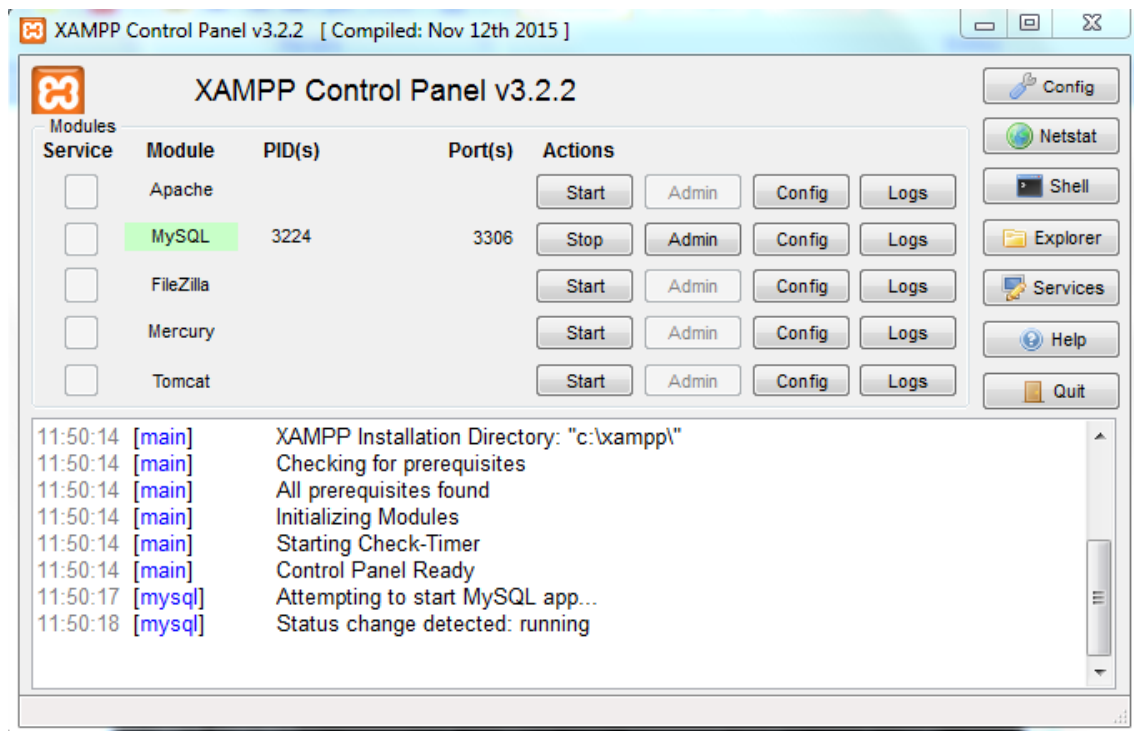 XAMPP Control Panel v3.2.2 [ Compiled: Nov 12th 2015 ]
XAMPP Control Panel v3.2.2
Config
Modules
Netstat
Service Module PID(s) Port(s) Actions
Apache Start Admin Config Logs
Shell
MySQL 3224 3306 Stop Admin Config Logs
Explorer
FileZilla Start Admin Config Logs
Services
Mercury Start Admin Config Logs
Help
Tomcat Start Admin Config Logs
Quit
11:50:14 [main] XAMPP Installation Directory: "c:\xampp\"
11:50:14 [main] Checking for prerequisites
11:50:14 [main] All prerequisites found
11:50:14 [main] Initializing Modules
11:50:14 [main] Starting Check-Timer
11:50:14 [main] Control Panel Ready
11:50:17 [mysql] Attempting to start MySQL app...
11:50:18 [mysql] Status change detected: running